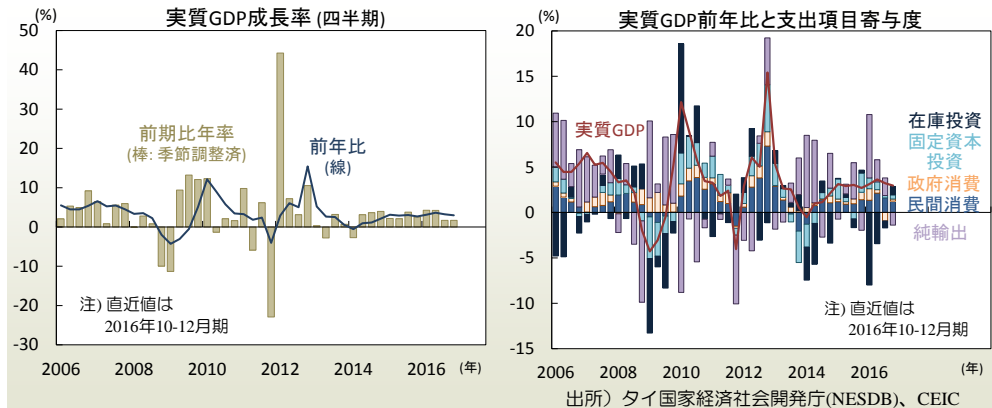 実質GDP成長率 (四半期)
(%)
50
40
30
20
10
0
-10
-20
-30
前期比年率
(棒: 季節調整済)
前年比
(線)
注) 直近値は
2016年10-12月期
2006 2008 2010 2012 2014 2016 (年)
実質GDP前年比と支出項目寄与度
(%)
20
15
10
5
0
-5
-10
-15
実質GDP
在庫投資
固定資本
投資
政府消費
民間消費
純輸出
注) 直近値は
2016年10-12月期
2006 2008 2010 2012 2014 2016 (年)
出所）タイ国家経済社会開発庁(NESDB)、CEIC